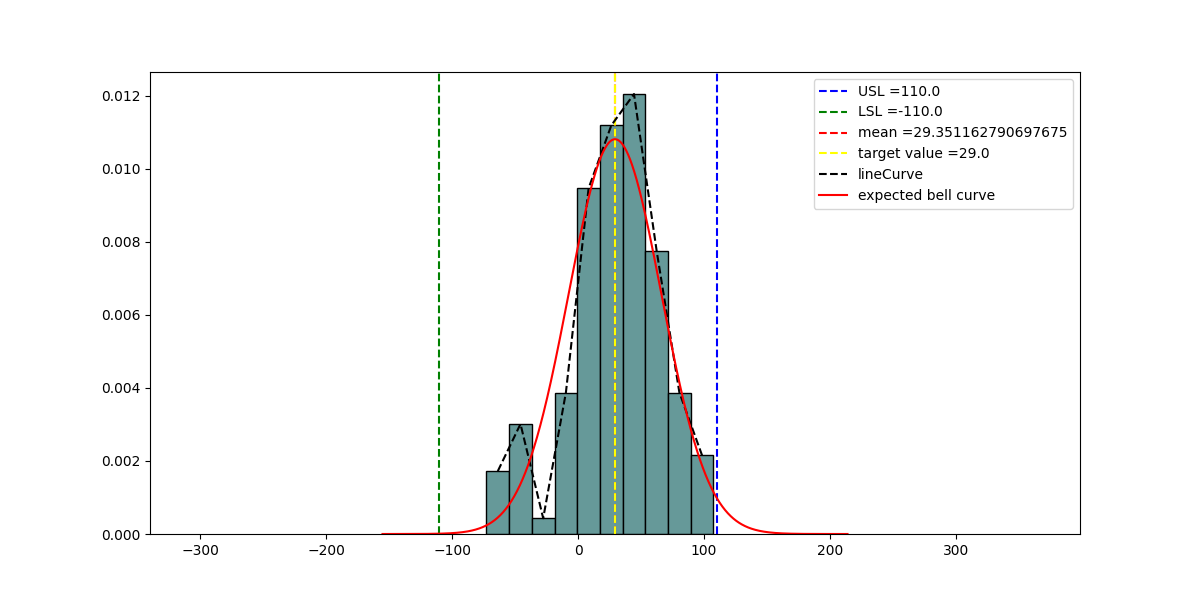 0.012
0.010
0.008
0.006
0.004
0.002
0.000
−300
−200
−100
0
100
200
300
USL =110.0
LSL =-110.0
mean =29.351162790697675
target value =29.0
lineCurve
expected bell curve